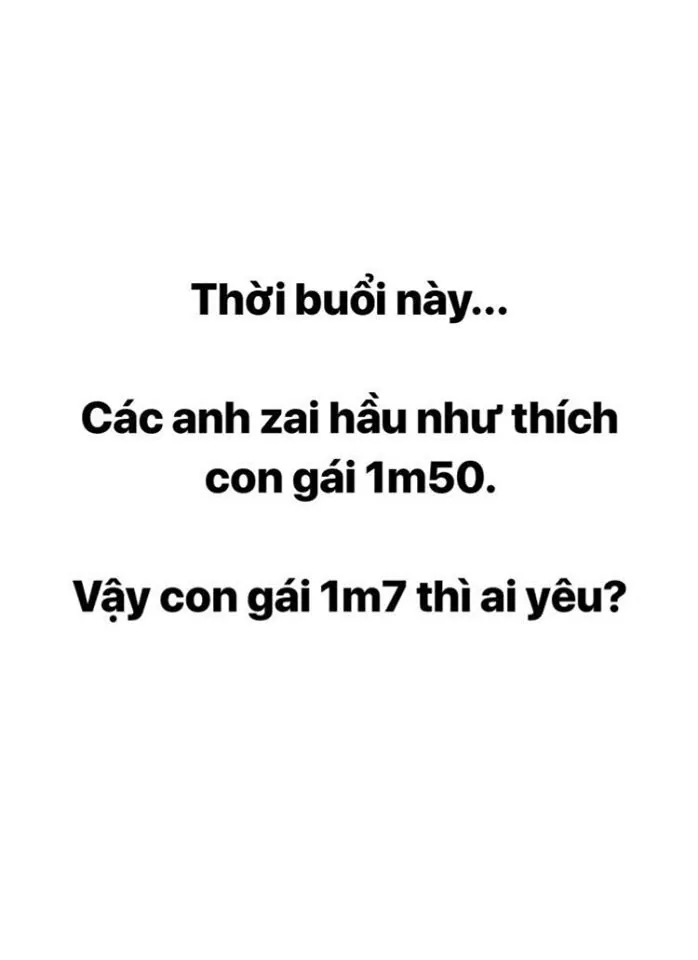 Thời buổi này...
Các anh zai hầu như thích
con gái 1m50.
Vậy con gái 1m7 thì ai yêu?